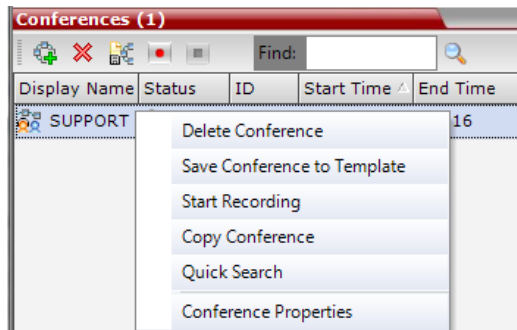 Conferences (1)
Find:
Display Name Status ID Start Time End Time
SUPPORT 16
Delete Conference
Save Conference to Template
Start Recording
Copy Conference
Quick Search
Conference Properties